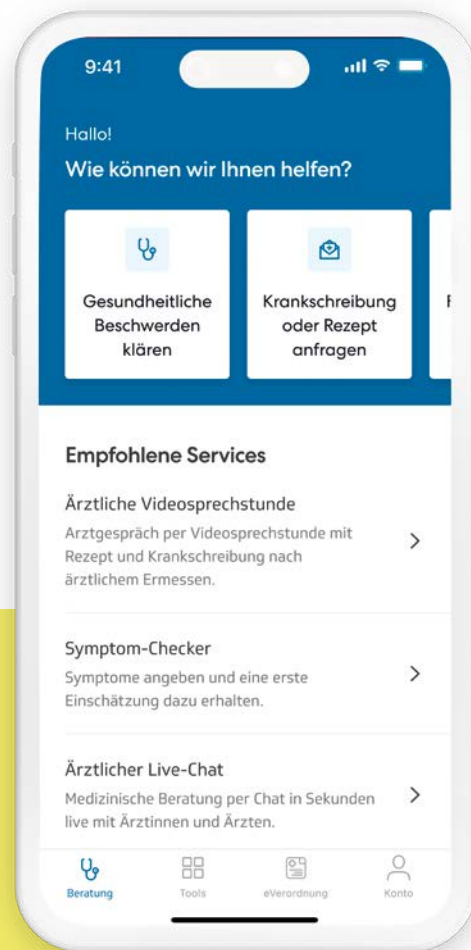 9:41
Hallo!
Wie können wir Ihnen helfen?
Gesundheitliche
Beschwerden
klären
Krankschreibung
oder Rezept
anfragen
F
Empfohlene Services
Ärztliche Videosprechstunde
Arztgespräch per Videosprechstunde mit
Rezept und Krankschreibung nach
ärztlichem Ermessen.
Symptom-Checker
Symptome angeben und eine erste
Einschätzung dazu erhalten.
Ärztlicher Live-Chat
Medizinische Beratung per Chat in Sekunden
live mit Ärztinnen und Ärzten.
Beratung
Tools
eVerordnung
Konto